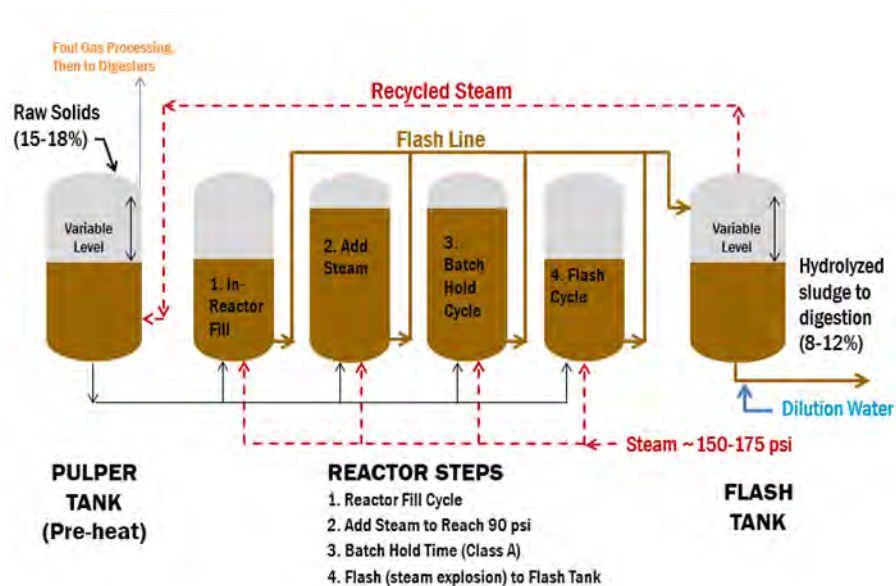 Foul Gas Processing,
Then to Digesters
Raw Solids
(15-18%)
Recycled Steam
Flash Line
Variable
Level
1. In-
Reactor
Fill
2. Add
Steam
3.
Batch
Hold
Cycle
4. Flash
Cycle
Variable
Level
Hydrolyzed
sludge to
digestion
(8-12%)
Dilution Water
Steam ~150-175 psi
PULPER
TANK
(Pre-heat)
REACTOR STEPS
1. Reactor Fill Cycle
2. Add Steam to Reach 90 psi
3. Batch Hold Time (Class A)
4. Flash (steam explosion) to Flash Tank
FLASH
TANK